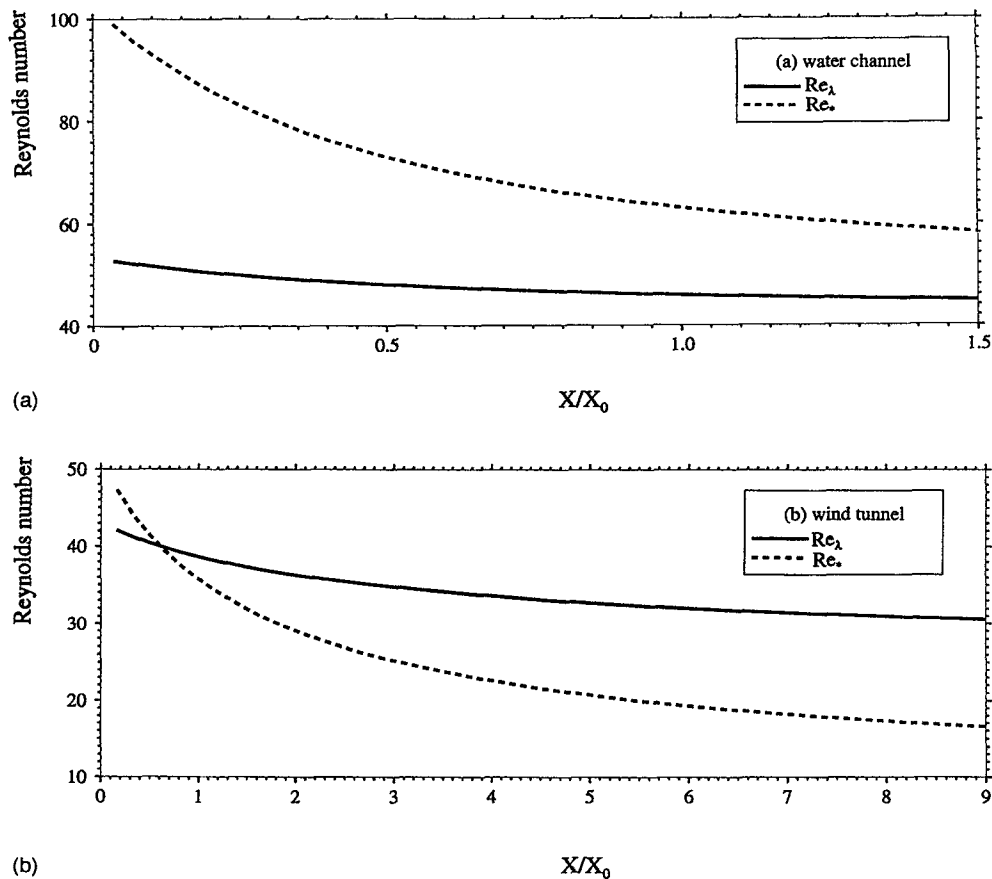 100
80
60
40
Reynolds number
(a) water channel
Re_λ
Re_*
0
0.5
1.0
1.5
(a)
X/X_0
50
40
30
20
10
Reynolds number
(b) wind tunnel
Re_λ
Re_*
0
1
2
3
4
5
6
7
8
9
(b)
X/X_0